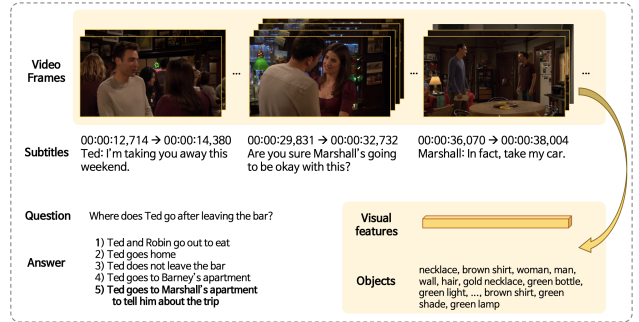 Video
Frames
...
...
...
Subtitles
00:00:12,714 → 00:00:14,380
Ted: I'm taking you away this
weekend.
00:00:29,831 → 00:00:32,732
Are you sure Marshall's going
to be okay with this?
00:00:36,070 → 00:00:38,004
Marshall: In fact, take my car.
Question
Where does Ted go after leaving the bar?
Answer
1) Ted and Robin go out to eat
2) Ted goes home
3) Ted does not leave the bar
4) Ted goes to Barney's apartment
5) Ted goes to Marshall's apartment
to tell him about the trip
Visual
features
Objects
necklace, brown shirt, woman, man,
wall, hair, gold necklace, green bottle,
green light, ..., brown shirt, green
shade, green lamp